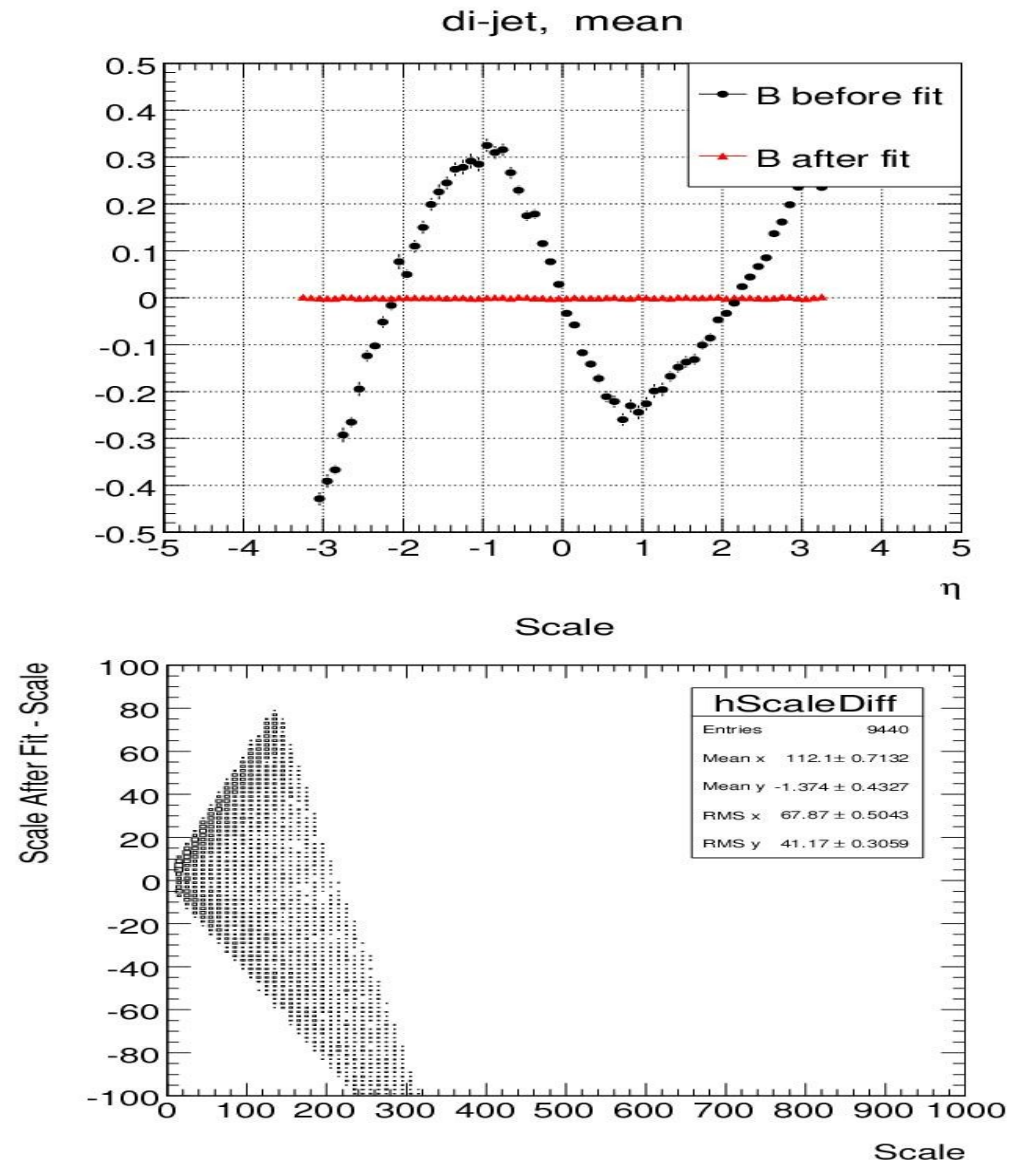 di-jet, mean
0.5
0.4
0.3
0.2
0.1
0
-0.1
-0.2
-0.3
-0.4
-0.5
B before fit
B after fit
-5 -4 -3 -2 -1 0 1 2 3 4 5
η
Scale
Scale After Fit - Scale
100
80
60
40
20
0
-20
-40
-60
-80
-100
hScaleDiff
Entries 9440
Mean x 112.1± 0.7132
Mean y -1.374 ± 0.4327
RMS x 67.87 ± 0.5043
RMS y 41.17 ± 0.3059
0 100 200 300 400 500 600 700 800 900 1000
Scale